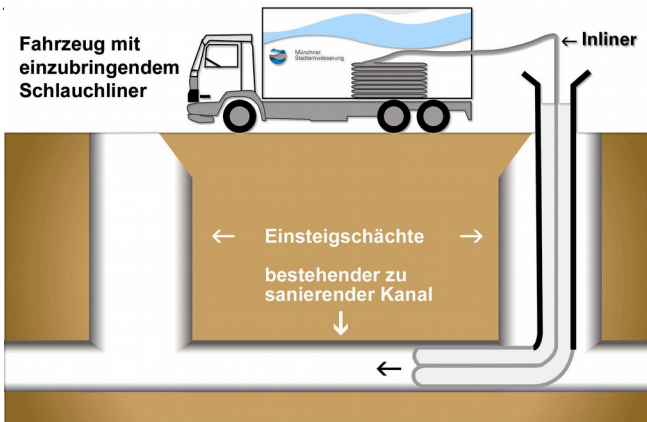 Fahrzeug mit
einzubringendem
Schlauchliner
Münchner
Stadtentwässerung
← Inliner
← Einsteigschächte →
bestehender zu
sanierender Kanal
↓
←